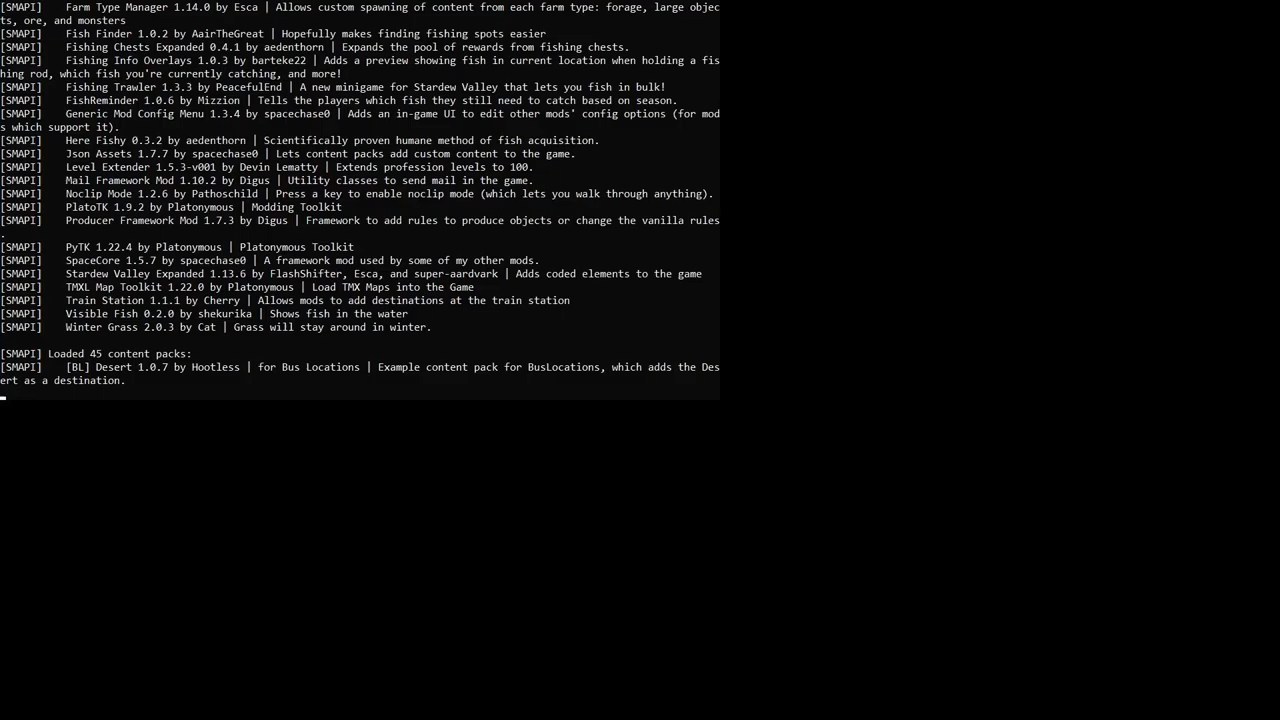 [SMAPI]    Farm Type Manager 1.14.0 by Esca | Allows custom spawning of content from each farm type: forage, large objec
ts, ore, and monsters
[SMAPI]    Fish Finder 1.0.2 by AairTheGreat | Hopefully makes finding fishing spots easier
[SMAPI]    Fishing Chests Expanded 0.4.1 by aedenthorn | Expands the pool of rewards from fishing chests.
[SMAPI]    Fishing Info Overlays 1.0.3 by barteke22 | Adds a preview showing fish in current location when holding a fis
hing rod, which fish you're currently catching, and more!
[SMAPI]    Fishing Trawler 1.3.3 by PeacefulEnd | A new minigame for Stardew Valley that lets you fish in bulk!
[SMAPI]    FishReminder 1.0.6 by Mizzion | Tells the players which fish they still need to catch based on season.
[SMAPI]    Generic Mod Config Menu 1.3.4 by spacechase0 | Adds an in-game UI to edit other mods' config options (for mod
s which support it).
[SMAPI]    Here Fishy 0.3.2 by aedenthorn | Scientifically proven humane method of fish acquisition.
[SMAPI]    Json Assets 1.7.7 by spacechase0 | Lets content packs add custom content to the game.
[SMAPI]    Level Extender 1.5.3-v001 by Devin Lematty | Extends profession levels to 100.
[SMAPI]    Mail Framework Mod 1.10.2 by Digus | Utility classes to send mail in the game.
[SMAPI]    Noclip Mode 1.2.6 by Pathoschild | Press a key to enable noclip mode (which lets you walk through anything).
[SMAPI]    PlatoTK 1.9.2 by Platonymous | Modding Toolkit
[SMAPI]    Producer Framework Mod 1.7.3 by Digus | Framework to add rules to produce objects or change the vanilla rules
.
[SMAPI]    PyTK 1.22.4 by Platonymous | Platonymous Toolkit
[SMAPI]    SpaceCore 1.5.7 by spacechase0 | A framework mod used by some of my other mods.
[SMAPI]    Stardew Valley Expanded 1.13.6 by FlashShifter, Esca, and super-aardvark | Adds coded elements to the game
[SMAPI]    TMXL Map Toolkit 1.22.0 by Platonymous | Load TMX Maps into the Game
[SMAPI]    Train Station 1.1.1 by Cherry | Allows mods to add destinations at the train station
[SMAPI]    Visible Fish 0.2.0 by shekurika | Shows fish in the water
[SMAPI]    Winter Grass 2.0.3 by Cat | Grass will stay around in winter.
[SMAPI] Loaded 45 content packs:
[SMAPI]    [BL] Desert 1.0.7 by Hootless | for Bus Locations | Example content pack for BusLocations, which adds the Des
ert as a destination.